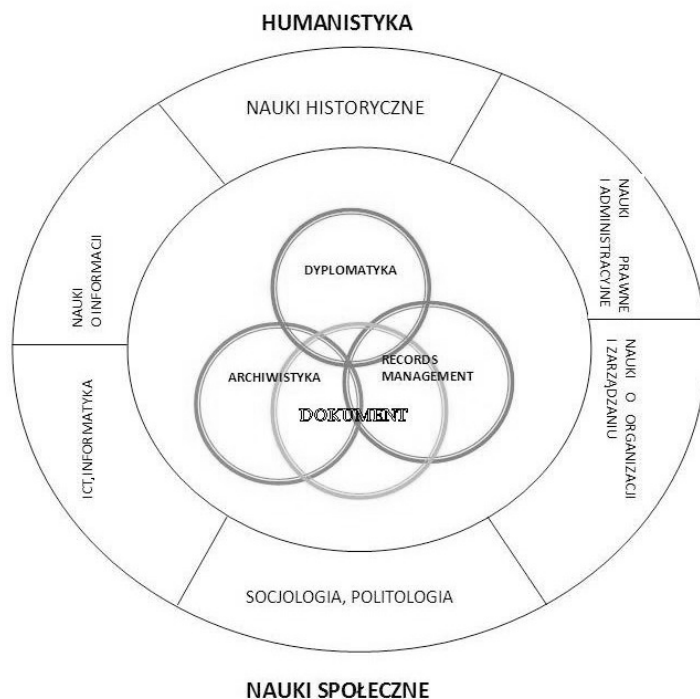 HUMANISTYKA
NAUKI HISTORYCZNE
NAUKI PRAWNE
I ADMINISTRACYJNE
NAUKI
O INFORMACJI
DYPLOMATYKA
ARCHIWISTYKA
RECORDS
MANAGEMENT
DOKUMENT
NAUKI O ORGANIZACJI
I ZARZĄDZANIU
ICT,INFORMATYKA
SOCJOLOGIA, POLITOLOGIA
NAUKI SPOŁECZNE